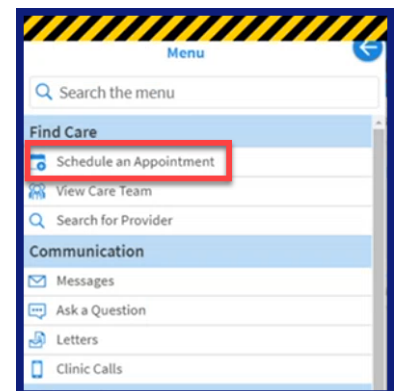 Menu
Search the menu
Find Care
Schedule an Appointment
View Care Team
Search for Provider
Communication
Messages
Ask a Question
Letters
Clinic Calls